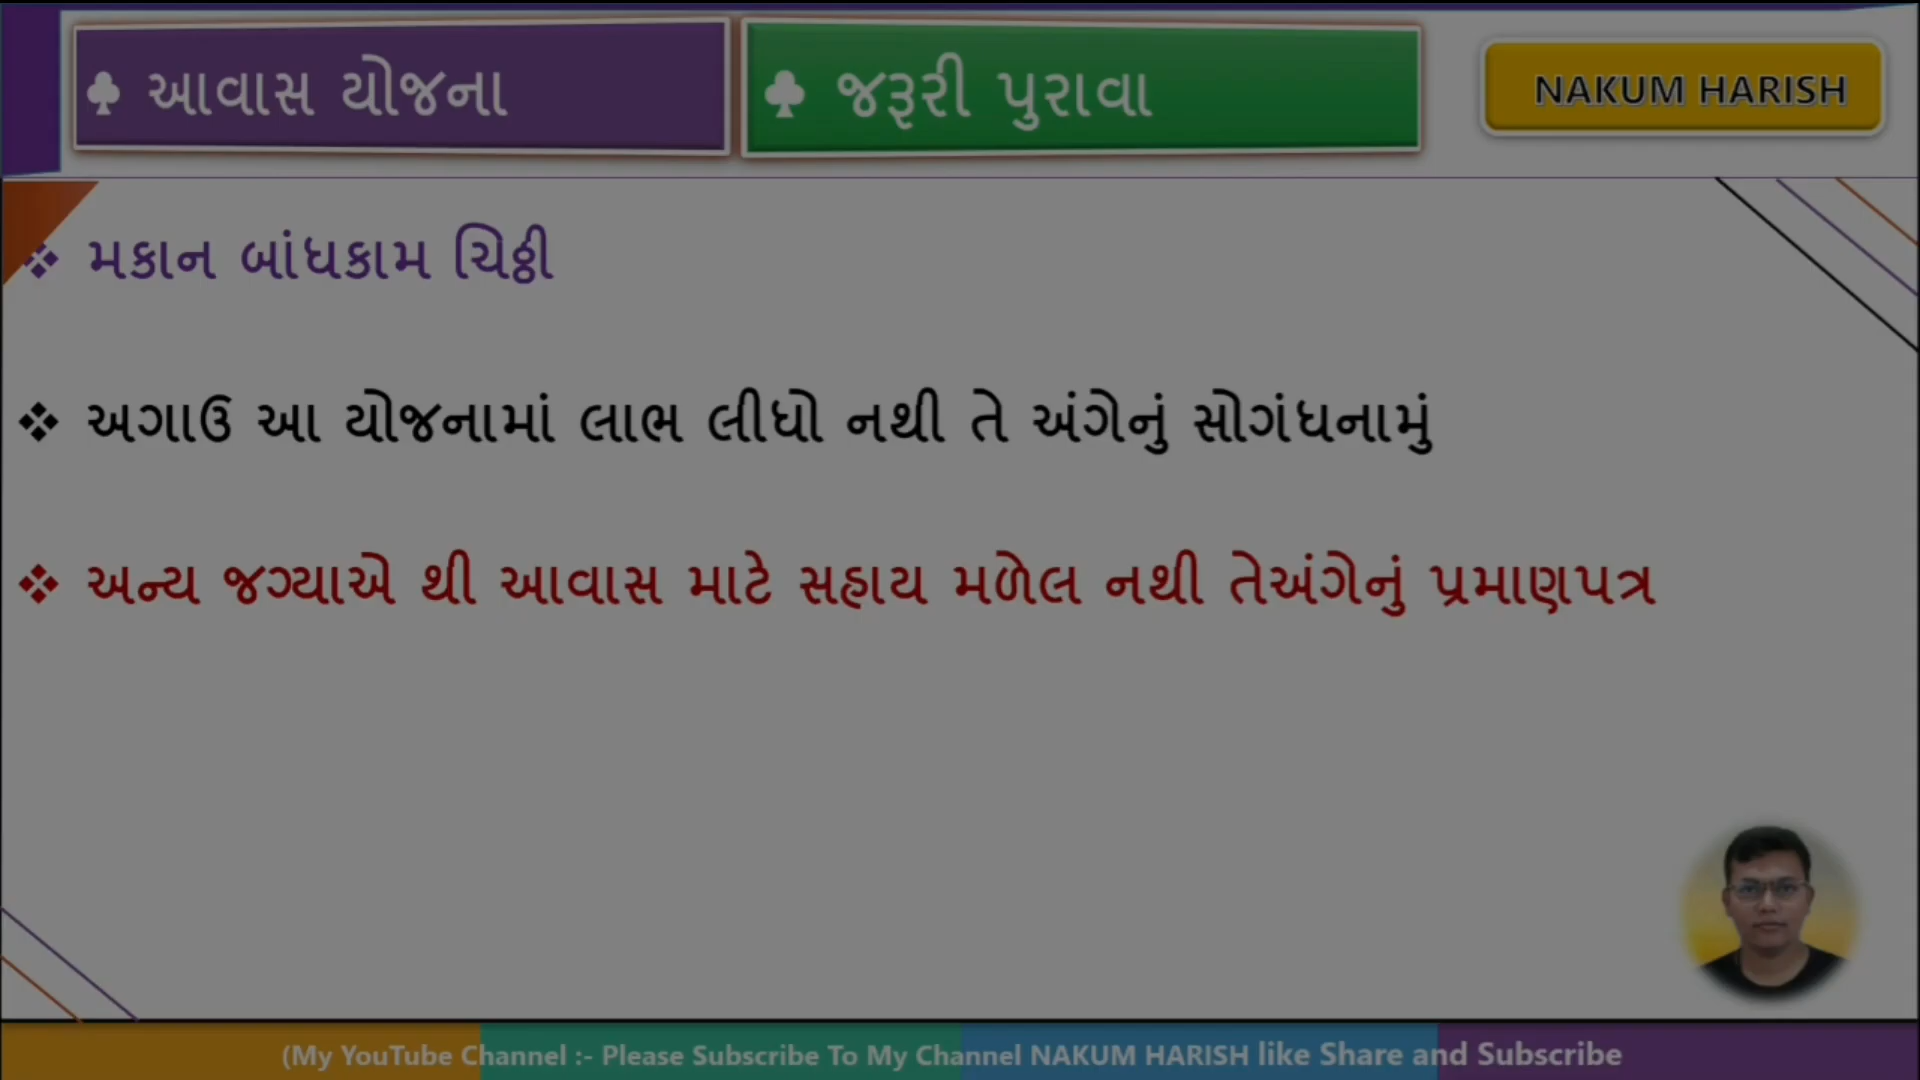 ♣ આવાસ યોજના
♣ જરૂરી પુરાવા
NAKUM HARISH
❖ મકાન બાંધકામ ચિઠ્ઠી
❖ અગાઉ આ યોજનામાં લાભ લીધો નથી તે અંગેનું સોગંધનામું
❖ અન્ય જગ્યાએ થી આવાસ માટે સહાય મળેલ નથી તેઅંગેનું પ્રમાણપત્ર
(My YouTube Channel :- Please Subscribe To My Channel NAKUM HARISH like Share and Subscribe